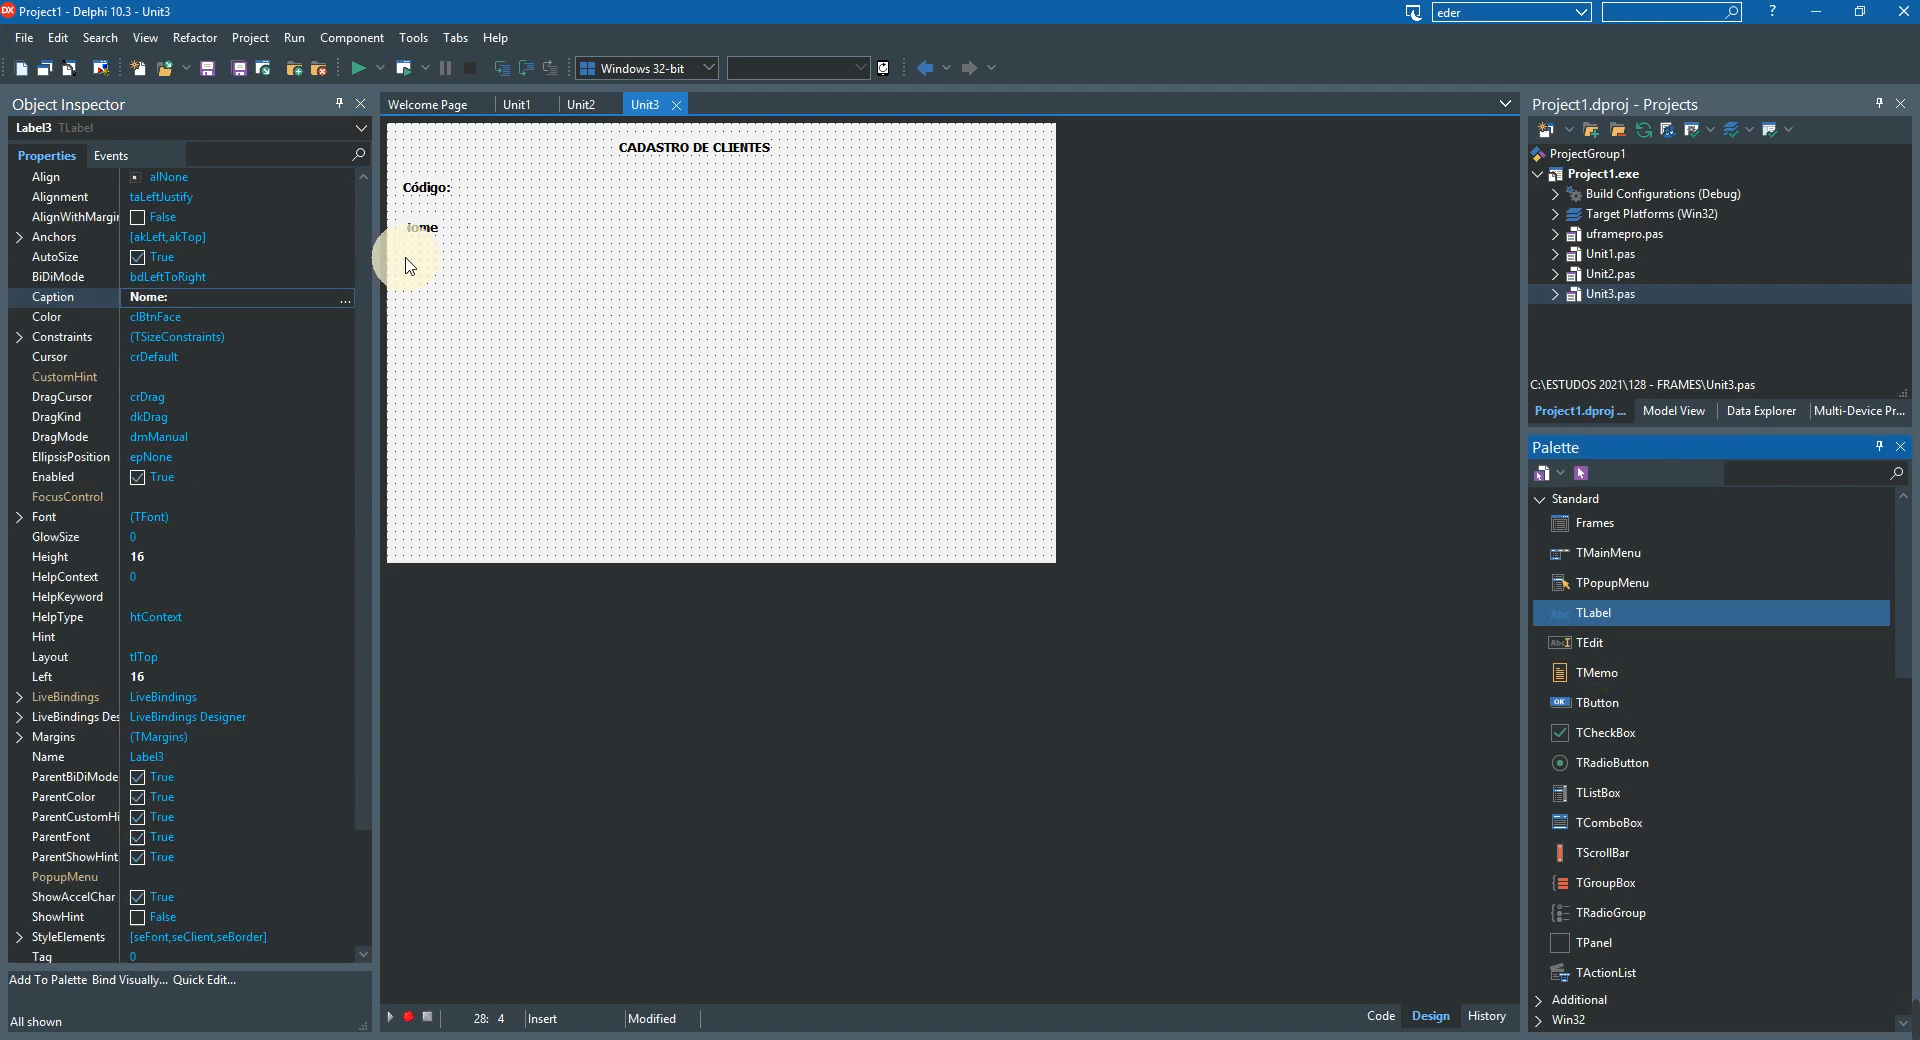 Project1 - Delphi 10.3 - Unit3
eder
?
File Edit Search View Refactor Project Run Component Tools Tabs Help
Windows 32-bit
Object Inspector
Label3 TLabel
Properties Events
Align alNone
Alignment taLeftJustify
AlignWithMargin False
Anchors [akLeft,akTop]
AutoSize True
BiDiMode bdLeftToRight
Caption Nome: ...
Color clBtnFace
Constraints (TSizeConstraints)
Cursor crDefault
CustomHint
DragCursor crDrag
DragKind dkDrag
DragMode dmManual
EllipsisPosition epNone
Enabled True
FocusControl
Font (TFont)
GlowSize 0
Height 16
HelpContext 0
HelpKeyword
HelpType htContext
Hint
Layout tlTop
Left 16
LiveBindings LiveBindings
LiveBindings Des LiveBindings Designer
Margins (TMargins)
Name Label3
ParentBiDiMode True
ParentColor True
ParentCustomHi True
ParentFont True
ParentShowHint True
PopupMenu
ShowAccelChar True
ShowHint False
StyleElements [seFont,seClient,seBorder]
Tag 0
Add To Palette Bind Visually... Quick Edit...
All shown
Welcome Page Unit1 Unit2 Unit3
CADASTRO DE CLIENTES
Código:
ome
28: 4 Insert Modified
Code Design History
Project1.dproj - Projects
ProjectGroup1
Project1.exe
Build Configurations (Debug)
Target Platforms (Win32)
uframepro.pas
Unit1.pas
Unit2.pas
Unit3.pas
C:\ESTUDOS 2021\128 - FRAMES\Unit3.pas
Project1.dproj ... Model View Data Explorer Multi-Device Pr...
Palette
Standard
Frames
TMainMenu
TPopupMenu
Abc TLabel
TEdit
TMemo
OK TButton
TCheckBox
TRadioButton
TListBox
TComboBox
TScrollBar
TGroupBox
TRadioGroup
TPanel
TActionList
Additional
Win32